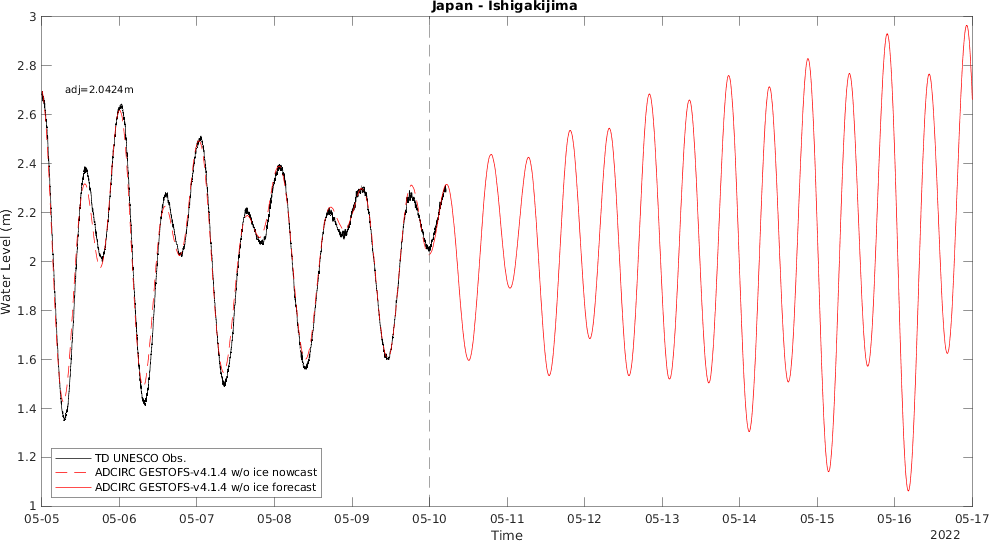 Japan - Ishigakijima
3
2.8
2.6
2.4
2.2
2
1.8
1.6
1.4
1.2
1
Water Level (m)
adj=2.0424m
TD UNESCO Obs.
ADCIRC GESTOFS-v4.1.4 w/o ice nowcast
ADCIRC GESTOFS-v4.1.4 w/o ice forecast
05-05 05-06 05-07 05-08 05-09 05-10 05-11 05-12 05-13 05-14 05-15 05-16 05-17
Time
2022